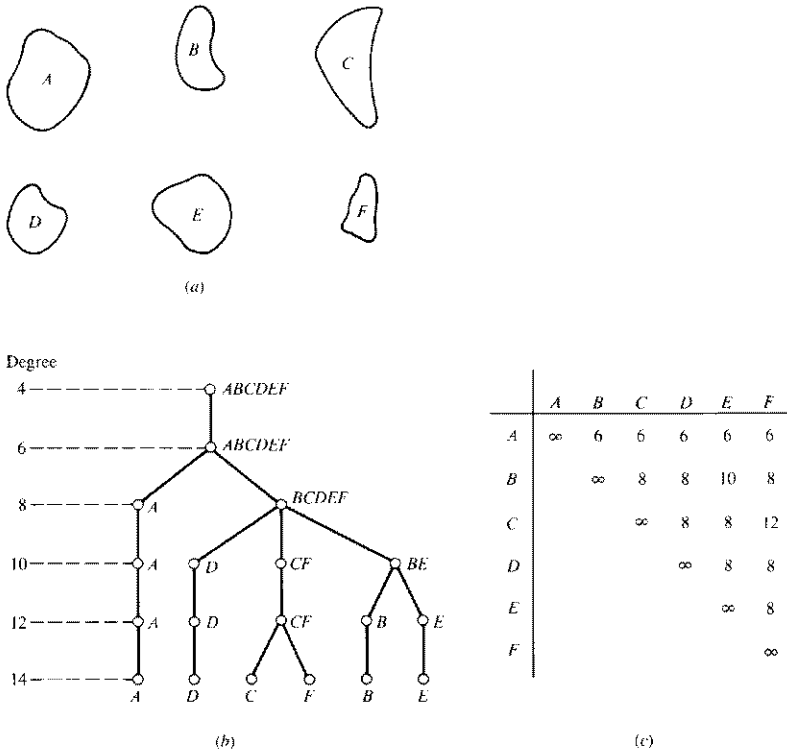 A B C
D E F
(a)
Degree
4 ABCDEF
6 ABCDEF
8 A BCDEF
10 A D CF BE
12 A D CF B E
14
A D C F B E
(b)
A B C D E F
A ∞ 6 6 6 6 6
B ∞ 8 8 10 8
C ∞ 8 8 12
D ∞ 8 8
E ∞ 8
F ∞
(c)